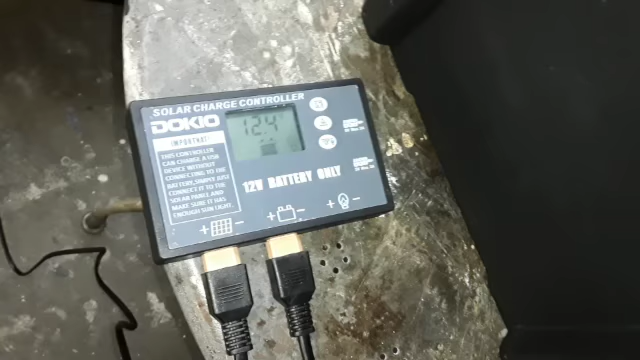 SOLAR CHARGE CONTROLLER
DOKIO
12.4
IMPORTANT!
THIS CONTROLLER
CAN CHARGE A USB
DEVICE WITHOUT
CONNECTING TO THE
BATTERY, SIMPLY JUST
CONNECT IT TO THE
SOLAR PANEL AND
MAKE SURE IT HAS
ENOUGH SUN LIGHT.
12V BATTERY ONLY
+ -
+ -
+ -